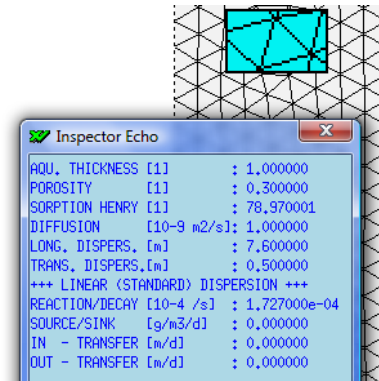 Inspector Echo
AQU. THICKNESS [1] : 1.000000
POROSITY [1] : 0.300000
SORPTION HENRY [1] : 78.970001
DIFFUSION [10-9 m2/s]: 1.000000
LONG. DISPERS. [m] : 7.600000
TRANS. DISPERS.[m] : 0.500000
+++ LINEAR (STANDARD) DISPERSION +++
REACTION/DECAY [10-4 /s] : 1.727000e-04
SOURCE/SINK [g/m3/d] : 0.000000
IN - TRANSFER [m/d] : 0.000000
OUT - TRANSFER [m/d] : 0.000000